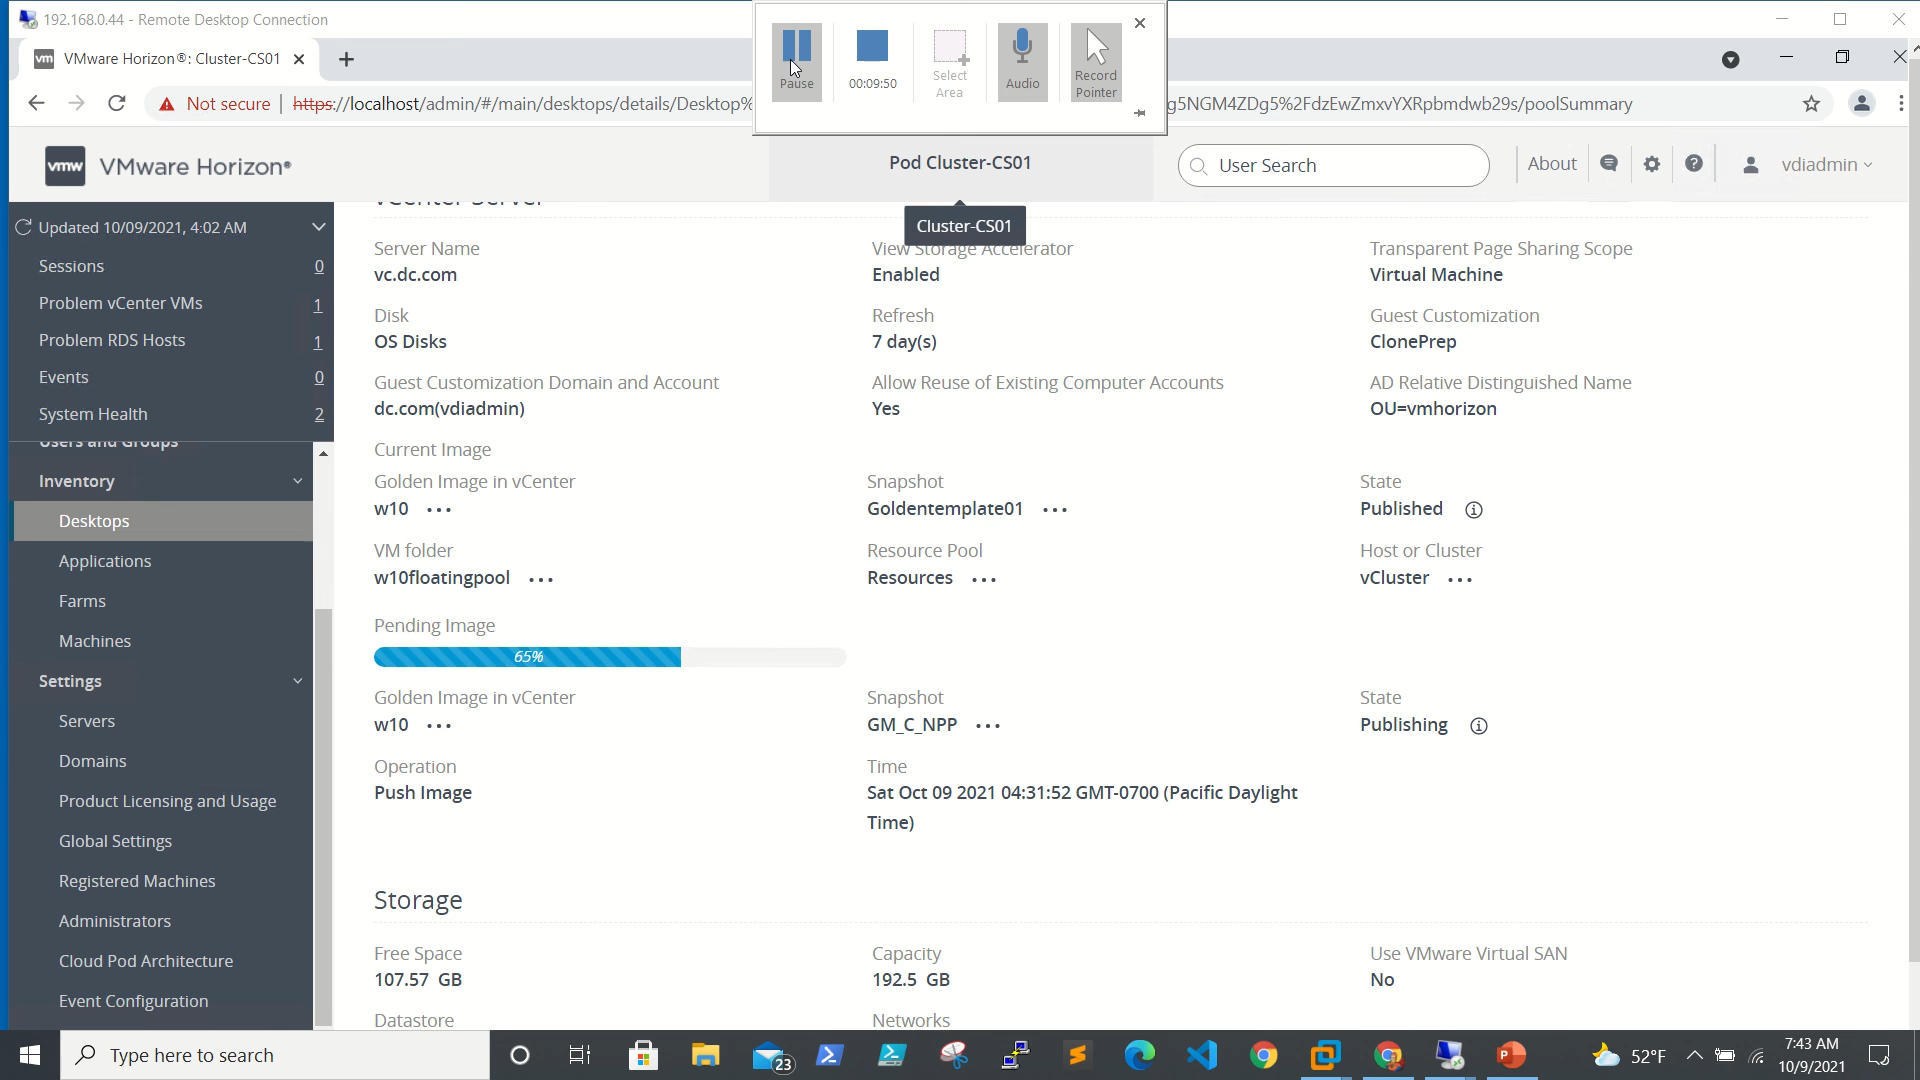 192.168.0.44 - Remote Desktop Connection
vm VMware Horizon®: Cluster-CS01
Pause
00:09:50
Select
Area
Audio
Record
Pointer
Not secure
https://localhost/admin/#/main/desktops/details/Desktop%
g5NGM4ZDg5%2FdzEwZmxvYXRpbmdwb29s/poolSummary
vmw VMware Horizon®
Pod Cluster-CS01
User Search
About
vdiadmin
Cluster-CS01
Updated 10/09/2021, 4:02 AM
Sessions 0
Problem vCenter VMs 1
Problem RDS Hosts 1
Events 0
System Health 2
Users and Groups
Inventory
Desktops
Applications
Farms
Machines
Settings
Servers
Domains
Product Licensing and Usage
Global Settings
Registered Machines
Administrators
Cloud Pod Architecture
Event Configuration
vCenter Server
Server Name
vc.dc.com
View Storage Accelerator
Enabled
Transparent Page Sharing Scope
Virtual Machine
Disk
OS Disks
Refresh
7 day(s)
Guest Customization
ClonePrep
Guest Customization Domain and Account
dc.com(vdiadmin)
Allow Reuse of Existing Computer Accounts
Yes
AD Relative Distinguished Name
OU=vmhorizon
Current Image
Golden Image in vCenter
w10 ...
Snapshot
Goldentemplate01 ...
State
Published
VM folder
w10floatingpool ...
Resource Pool
Resources ...
Host or Cluster
vCluster ...
Pending Image
65%
Golden Image in vCenter
w10 ...
Snapshot
GM_C_NPP ...
State
Publishing
Operation
Push Image
Time
Sat Oct 09 2021 04:31:52 GMT-0700 (Pacific Daylight
Time)
Storage
Free Space
107.57 GB
Capacity
192.5 GB
Use VMware Virtual SAN
No
Datastore
Networks
Type here to search
23
52°F
7:43 AM
10/9/2021